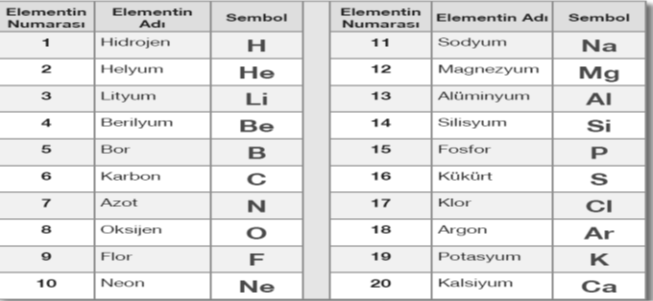 Elementin Numarası Elementin Adı Sembol Elementin Numarası Elementin Adı Sembol
1 Hidrojen H 11 Sodyum Na
2 Helyum He 12 Magnezyum Mg
3 Lityum Li 13 Alüminyum Al
4 Berilyum Be 14 Silisyum Si
5 Bor B 15 Fosfor P
6 Karbon C 16 Kükürt S
7 Azot N 17 Klor Cl
8 Oksijen O 18 Argon Ar
9 Flor F 19 Potasyum K
10 Neon Ne 20 Kalsiyum Ca